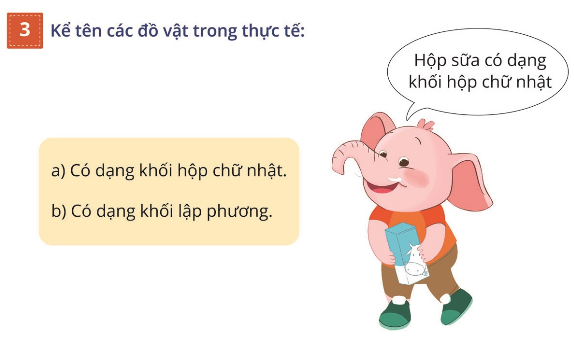 3 Kể tên các đồ vật trong thực tế:
Hộp sữa có dạng
khối hộp chữ nhật
a) Có dạng khối hộp chữ nhật.
b) Có dạng khối lập phương.